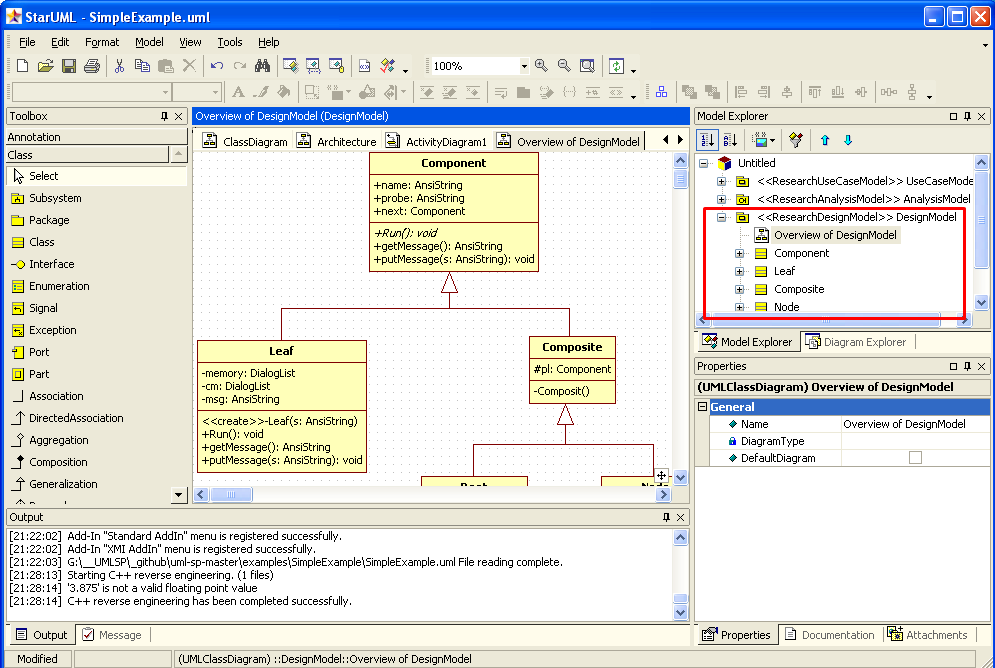 StarUML - SimpleExample.uml
File Edit Format Model View Tools Help
100%
Toolbox
Annotation
Class
Select
Subsystem
Package
Class
Interface
Enumeration
Signal
Exception
Port
Part
Association
DirectedAssociation
Aggregation
Composition
Generalization
Overview of DesignModel (DesignModel)
ClassDiagram Architecture ActivityDiagram1 Overview of DesignModel
Component
+name: AnsiString
+probe: AnsiString
+next: Component
+Run(): void
+getMessage(): AnsiString
+putMessage(s: AnsiString): void
Leaf
-memory: DialogList
-cm: DialogList
-msg: AnsiString
<<create>>-Leaf(s: AnsiString)
+Run(): void
+getMessage(): AnsiString
+putMessage(s: AnsiString): void
Composite
#pl: Component
-Composit()
Model Explorer
Untitled
<<ResearchUseCaseModel>> UseCaseMode
<<ResearchAnalysisModel>> AnalysisModel
<<ResearchDesignModel>> DesignModel
Overview of DesignModel
Component
Leaf
Composite
Node
Model Explorer Diagram Explorer
Properties
(UMLClassDiagram) Overview of DesignModel
General
Name Overview of DesignModel
DiagramType
DefaultDiagram
Output
[21:22:02] Add-In "Standard AddIn" menu is registered successfully.
[21:22:02] Add-In "XMI AddIn" menu is registered successfully.
[21:22:03] G:\__UMLSP\_github\uml-sp-master\examples\SimpleExample\SimpleExample.uml File reading complete.
[21:28:13] Starting C++ reverse engineering. (1 files)
[21:28:14] '3.875' is not a valid floating point value
[21:28:14] C++ reverse engineering has been completed successfully.
Output Message
Properties Documentation Attachments
Modified
(UMLClassDiagram) ::DesignModel::Overview of DesignModel